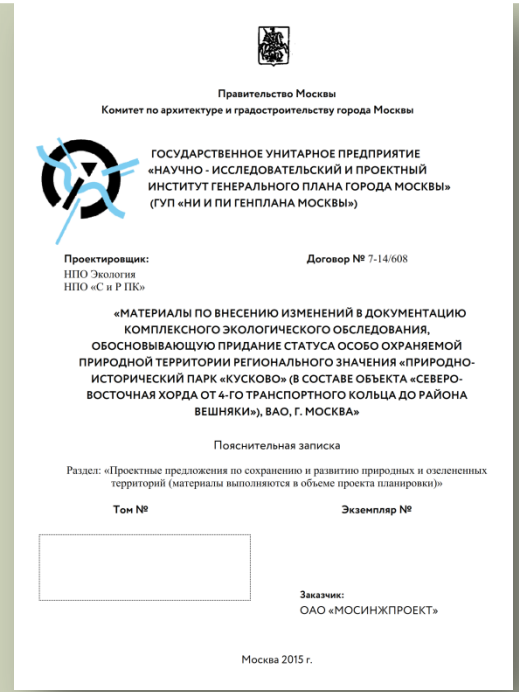 Правительство Москвы
Комитет по архитектуре и градостроительству города Москвы
ГОСУДАРСТВЕННОЕ УНИТАРНОЕ ПРЕДПРИЯТИЕ
«НАУЧНО - ИССЛЕДОВАТЕЛЬСКИЙ И ПРОЕКТНЫЙ
ИНСТИТУТ ГЕНЕРАЛЬНОГО ПЛАНА ГОРОДА МОСКВЫ»
(ГУП «НИ И ПИ ГЕНПЛАНА МОСКВЫ»)
Проектировщик:
НПО Экология
НПО «С и Р ПК»
Договор № 7-14/608
«МАТЕРИАЛЫ ПО ВНЕСЕНИЮ ИЗМЕНЕНИЙ В ДОКУМЕНТАЦИЮ
КОМПЛЕКСНОГО ЭКОЛОГИЧЕСКОГО ОБСЛЕДОВАНИЯ,
ОБОСНОВЫВАЮЩУЮ ПРИДАНИЕ СТАТУСА ОСОБО ОХРАНЯЕМОЙ
ПРИРОДНОЙ ТЕРРИТОРИИ РЕГИОНАЛЬНОГО ЗНАЧЕНИЯ «ПРИРОДНО-
ИСТОРИЧЕСКИЙ ПАРК «КУСКОВО» (В СОСТАВЕ ОБЪЕКТА «СЕВЕРО-
ВОСТОЧНАЯ ХОРДА ОТ 4-ГО ТРАНСПОРТНОГО КОЛЬЦА ДО РАЙОНА
ВЕШНЯКИ»), ВАО, Г. МОСКВА»
Пояснительная записка
Раздел: «Проектные предложения по сохранению и развитию природных и озелененных
территорий (материалы выполняются в объеме проекта планировки)»
Том №
Экземпляр №
Заказчик:
ОАО «МОСИНЖПРОЕКТ»
Москва 2015 г.